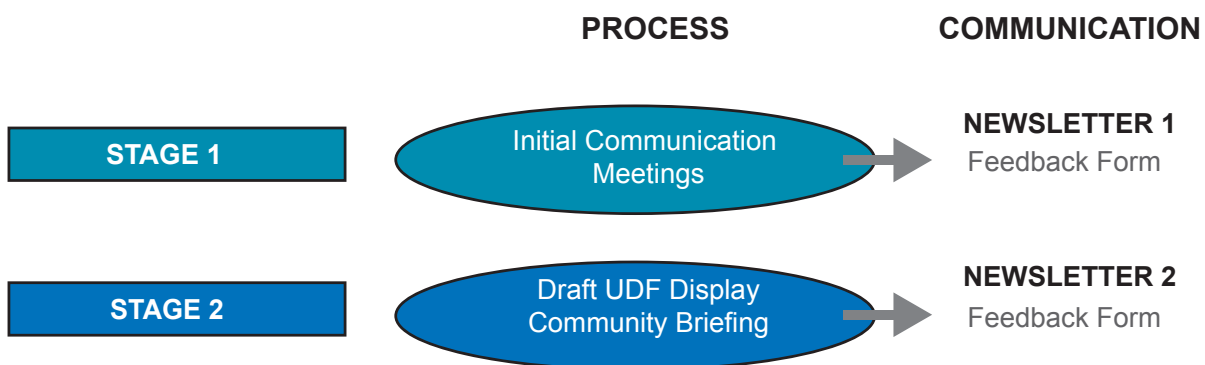 PROCESS
COMMUNICATION
STAGE 1
Initial Communication
Meetings
NEWSLETTER 1
Feedback Form
STAGE 2
Draft UDF Display
Community Briefing
NEWSLETTER 2
Feedback Form